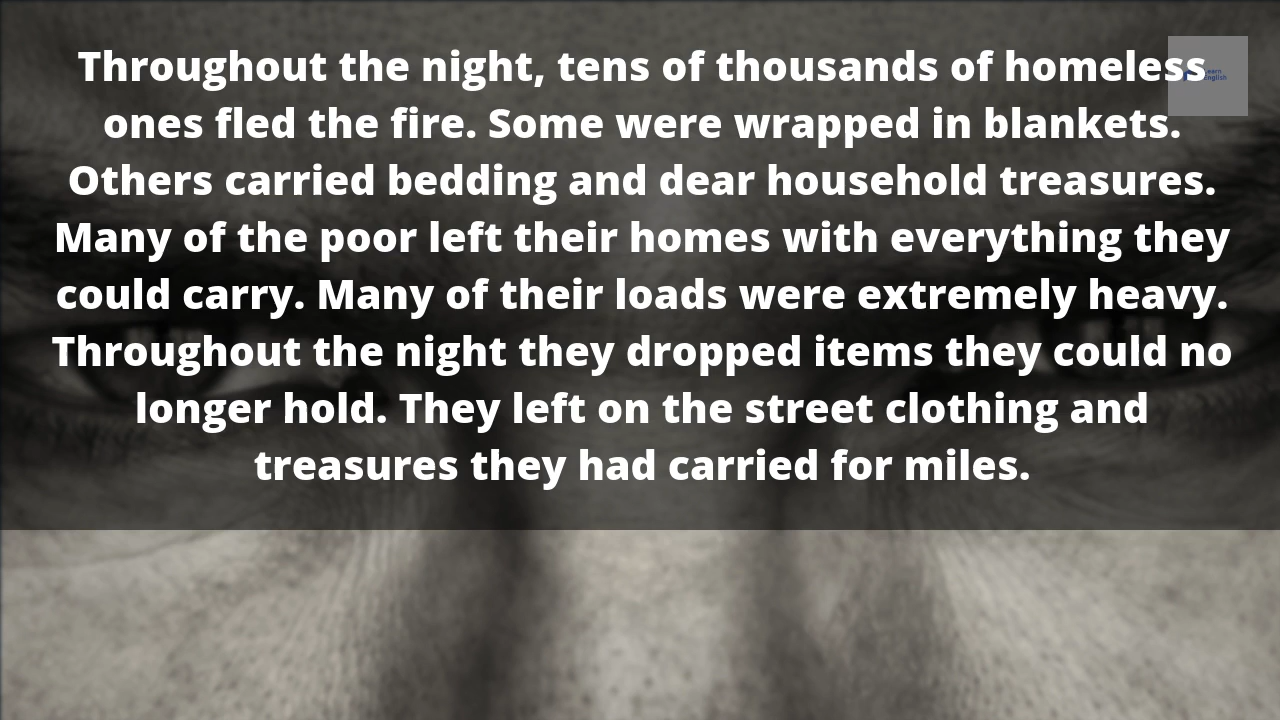 Throughout the night, tens of thousands of homeless
ones fled the fire. Some were wrapped in blankets.
Others carried bedding and dear household treasures.
Many of the poor left their homes with everything they
could carry. Many of their loads were extremely heavy.
Throughout the night they dropped items they could no
longer hold. They left on the street clothing and
treasures they had carried for miles.
Learn
English